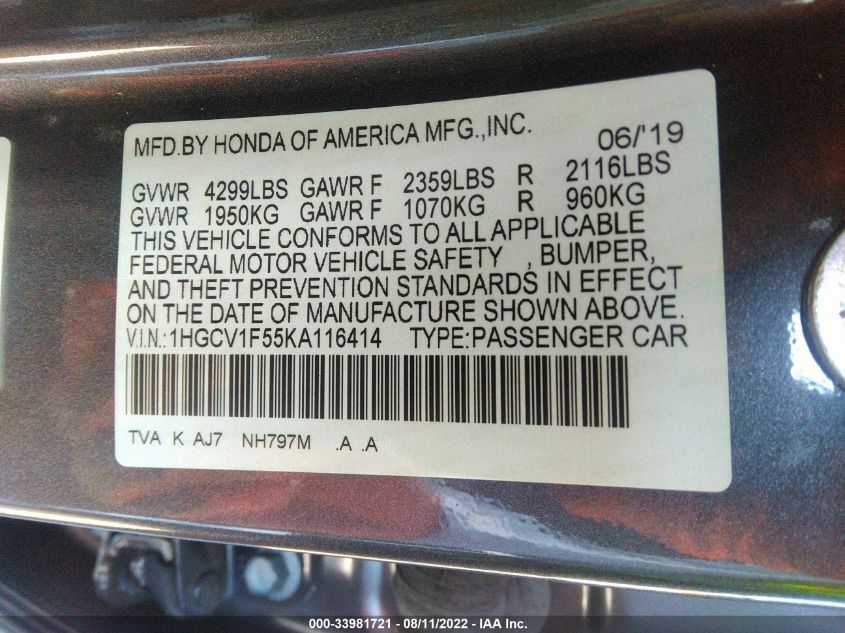 MFD.BY HONDA OF AMERICA MFG.,INC. 06/'19
GVWR 4299LBS GAWR F 2359LBS R 2116LBS
GVWR 1950KG GAWR F 1070KG R 960KG
THIS VEHICLE CONFORMS TO ALL APPLICABLE
FEDERAL MOTOR VEHICLE SAFETY , BUMPER,
AND THEFT PREVENTION STANDARDS IN EFFECT
ON THE DATE OF MANUFACTURE SHOWN ABOVE.
V.I.N.:1HGCV1F55KA116414 TYPE:PASSENGER CAR
TVA K AJ7 NH797M .A .A
000-33981721 - 08/11/2022 - IAA Inc.